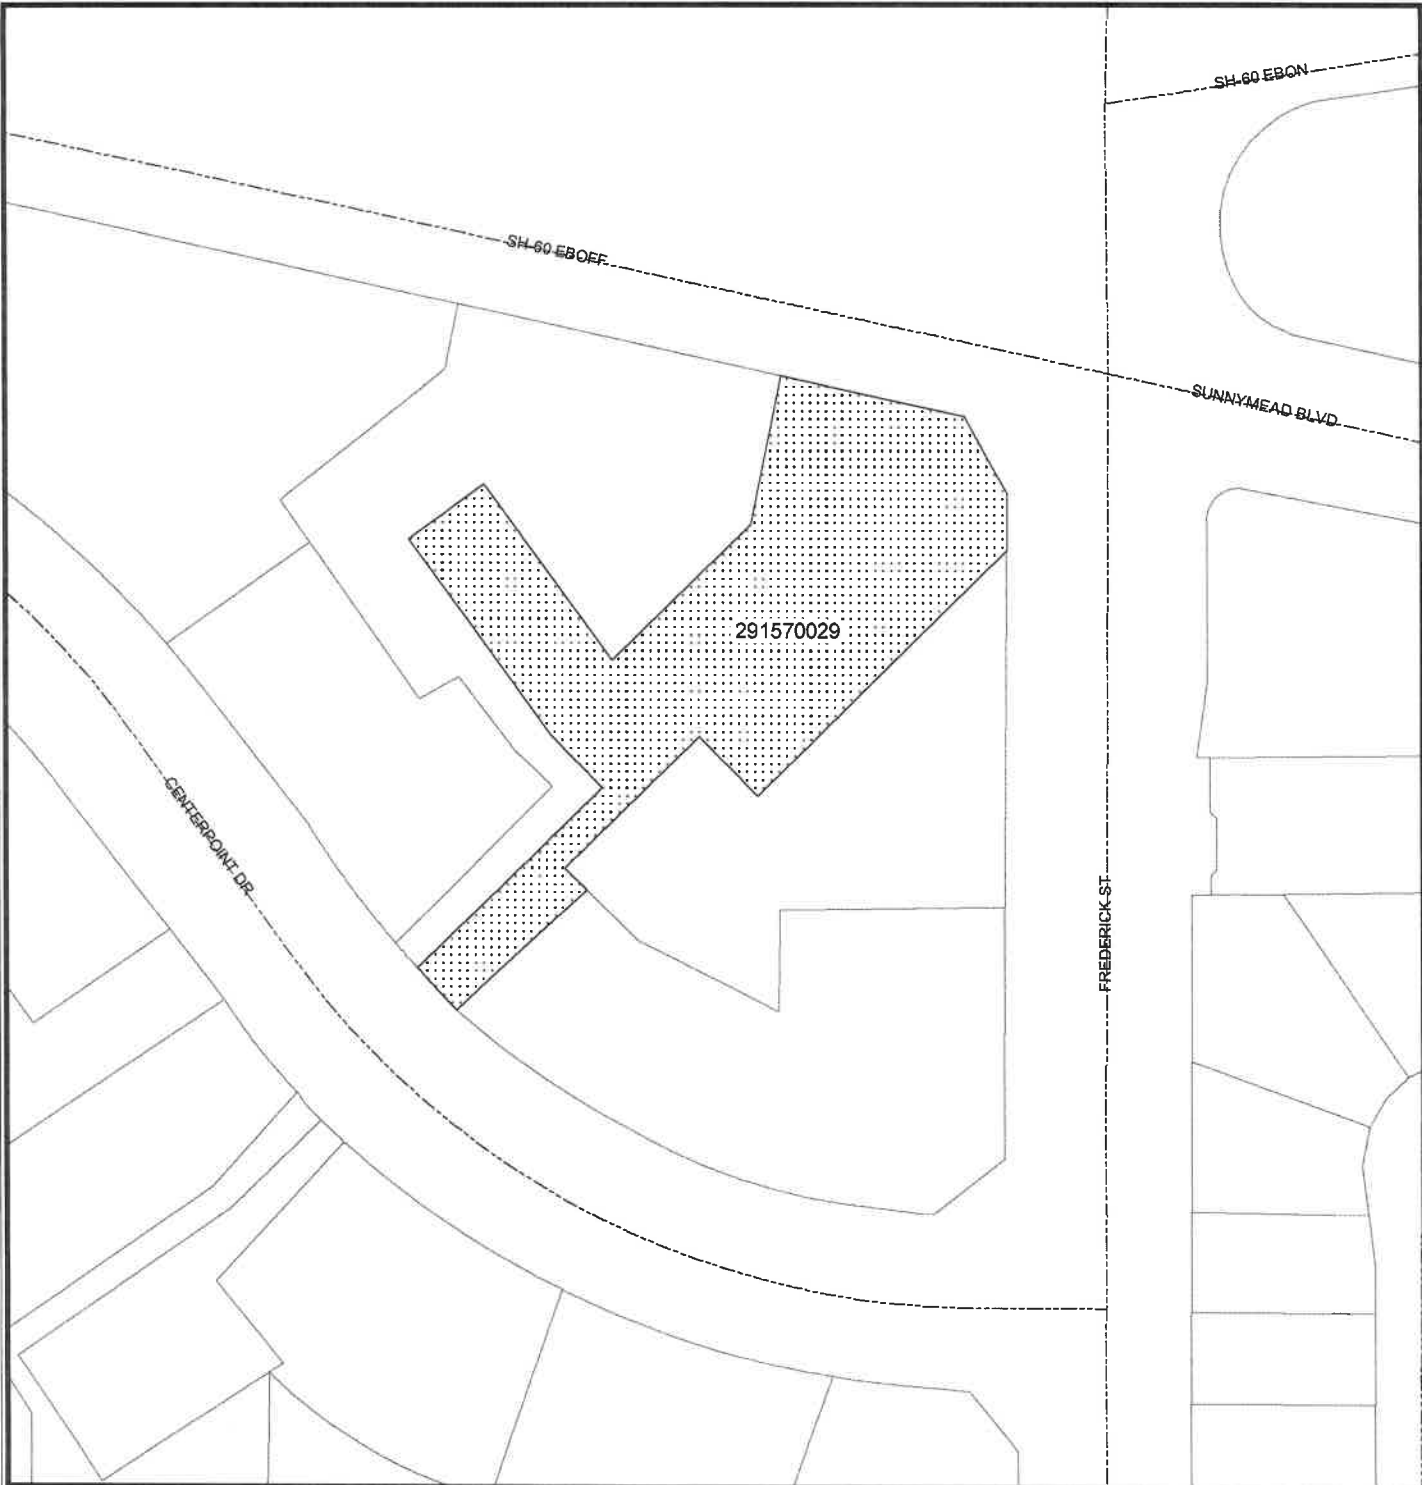 SH-60 EBON
SH-60 EBOFF
SUNNYMEAD BLVD
291570029
CENTERPOINT DR
FREDERICK ST